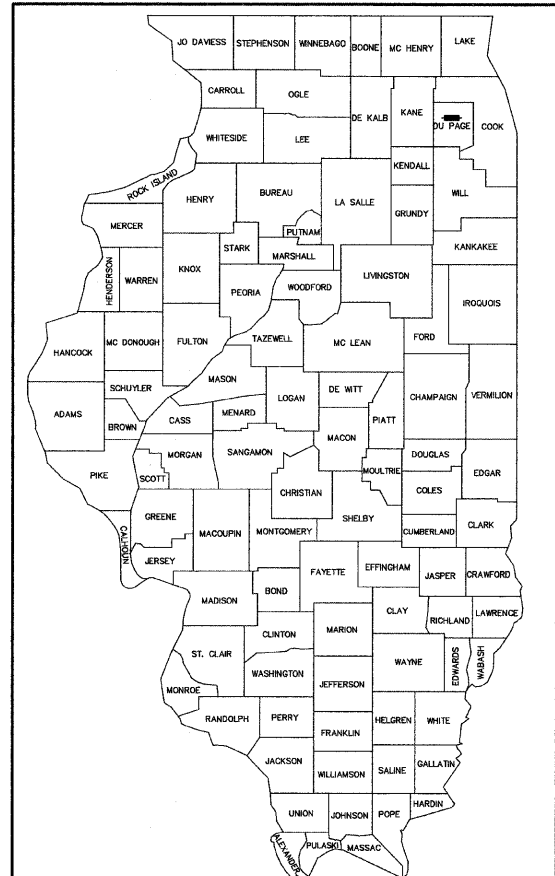 JO DAVIESS STEPHENSON WINNEBAGO BOONE MC HENRY LAKE
CARROLL OGLE DE KALB KANE DU PAGE COOK
WHITESIDE LEE
KENDALL
ROCK ISLAND HENRY BUREAU LA SALLE GRUNDY WILL
MERCER PUTNAM
HENDERSON WARREN KNOX STARK MARSHALL LIVINGSTON KANKAKEE
PEORIA WOODFORD IROQUOIS
HANCOCK MC DONOUGH FULTON TAZEWELL MC LEAN FORD
SCHUYLER MASON LOGAN DE WITT CHAMPAIGN VERMILION
ADAMS BROWN CASS MENARD PIATT
MACON
PIKE SCOTT MORGAN SANGAMON MOULTRIE DOUGLAS EDGAR
CHRISTIAN COLES
GREENE MACOUPIN MONTGOMERY SHELBY CUMBERLAND CLARK
CALHOUN JERSEY
FAYETTE EFFINGHAM JASPER CRAWFORD
MADISON BOND
CLAY RICHLAND LAWRENCE
CLINTON MARION
ST. CLAIR WAYNE EDWARDS WABASH
WASHINGTON JEFFERSON
MONROE
RANDOLPH PERRY HELGREN WHITE
FRANKLIN
JACKSON WILLIAMSON SALINE GALLATIN
HARDIN
UNION JOHNSON POPE
ALEXANDER PULASKI MASSAC